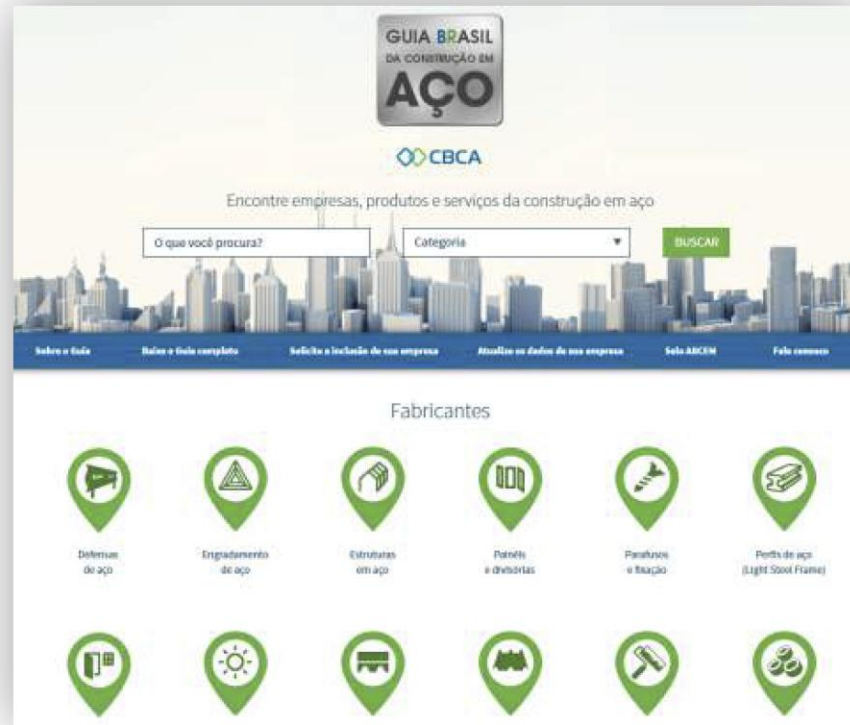 GUIA BRASIL
DA CONSTRUÇÃO EM
AÇO
CBCA
Encontre empresas, produtos e serviços da construção em aço
O que você procura?
Categoria
BUSCAR
Sobre o Guia
Baixe o Guia completo
Solicite a inclusão de sua empresa
Atualize os dados da sua empresa
Selo ABCEM
Fale conosco
Fabricantes
Defensas
de aço
Engradamento
de aço
Estruturas
em aço
Painéis
e divisórias
Parafusos
e fixação
Perfis de aço
(Light Steel Frame)